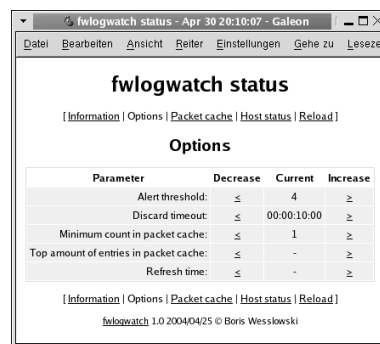 fwlogwatch status - Apr 30 20:10:07 - Galeon
Datei Bearbeiten Ansicht Reiter Einstellungen Gehe zu Leseze
fwlogwatch status
[ Information | Options | Packet cache | Host status | Reload ]
Options
Parameter Decrease Current Increase
Alert threshold: < 4 >
Discard timeout: < 00:00:10:00 >
Minimum count in packet cache: < 1 >
Top amount of entries in packet cache: < - >
Refresh time: < - >
[ Information | Options | Packet cache | Host status | Reload ]
fwlogwatch 1.0 2004/04/25 © Boris Wesslowski